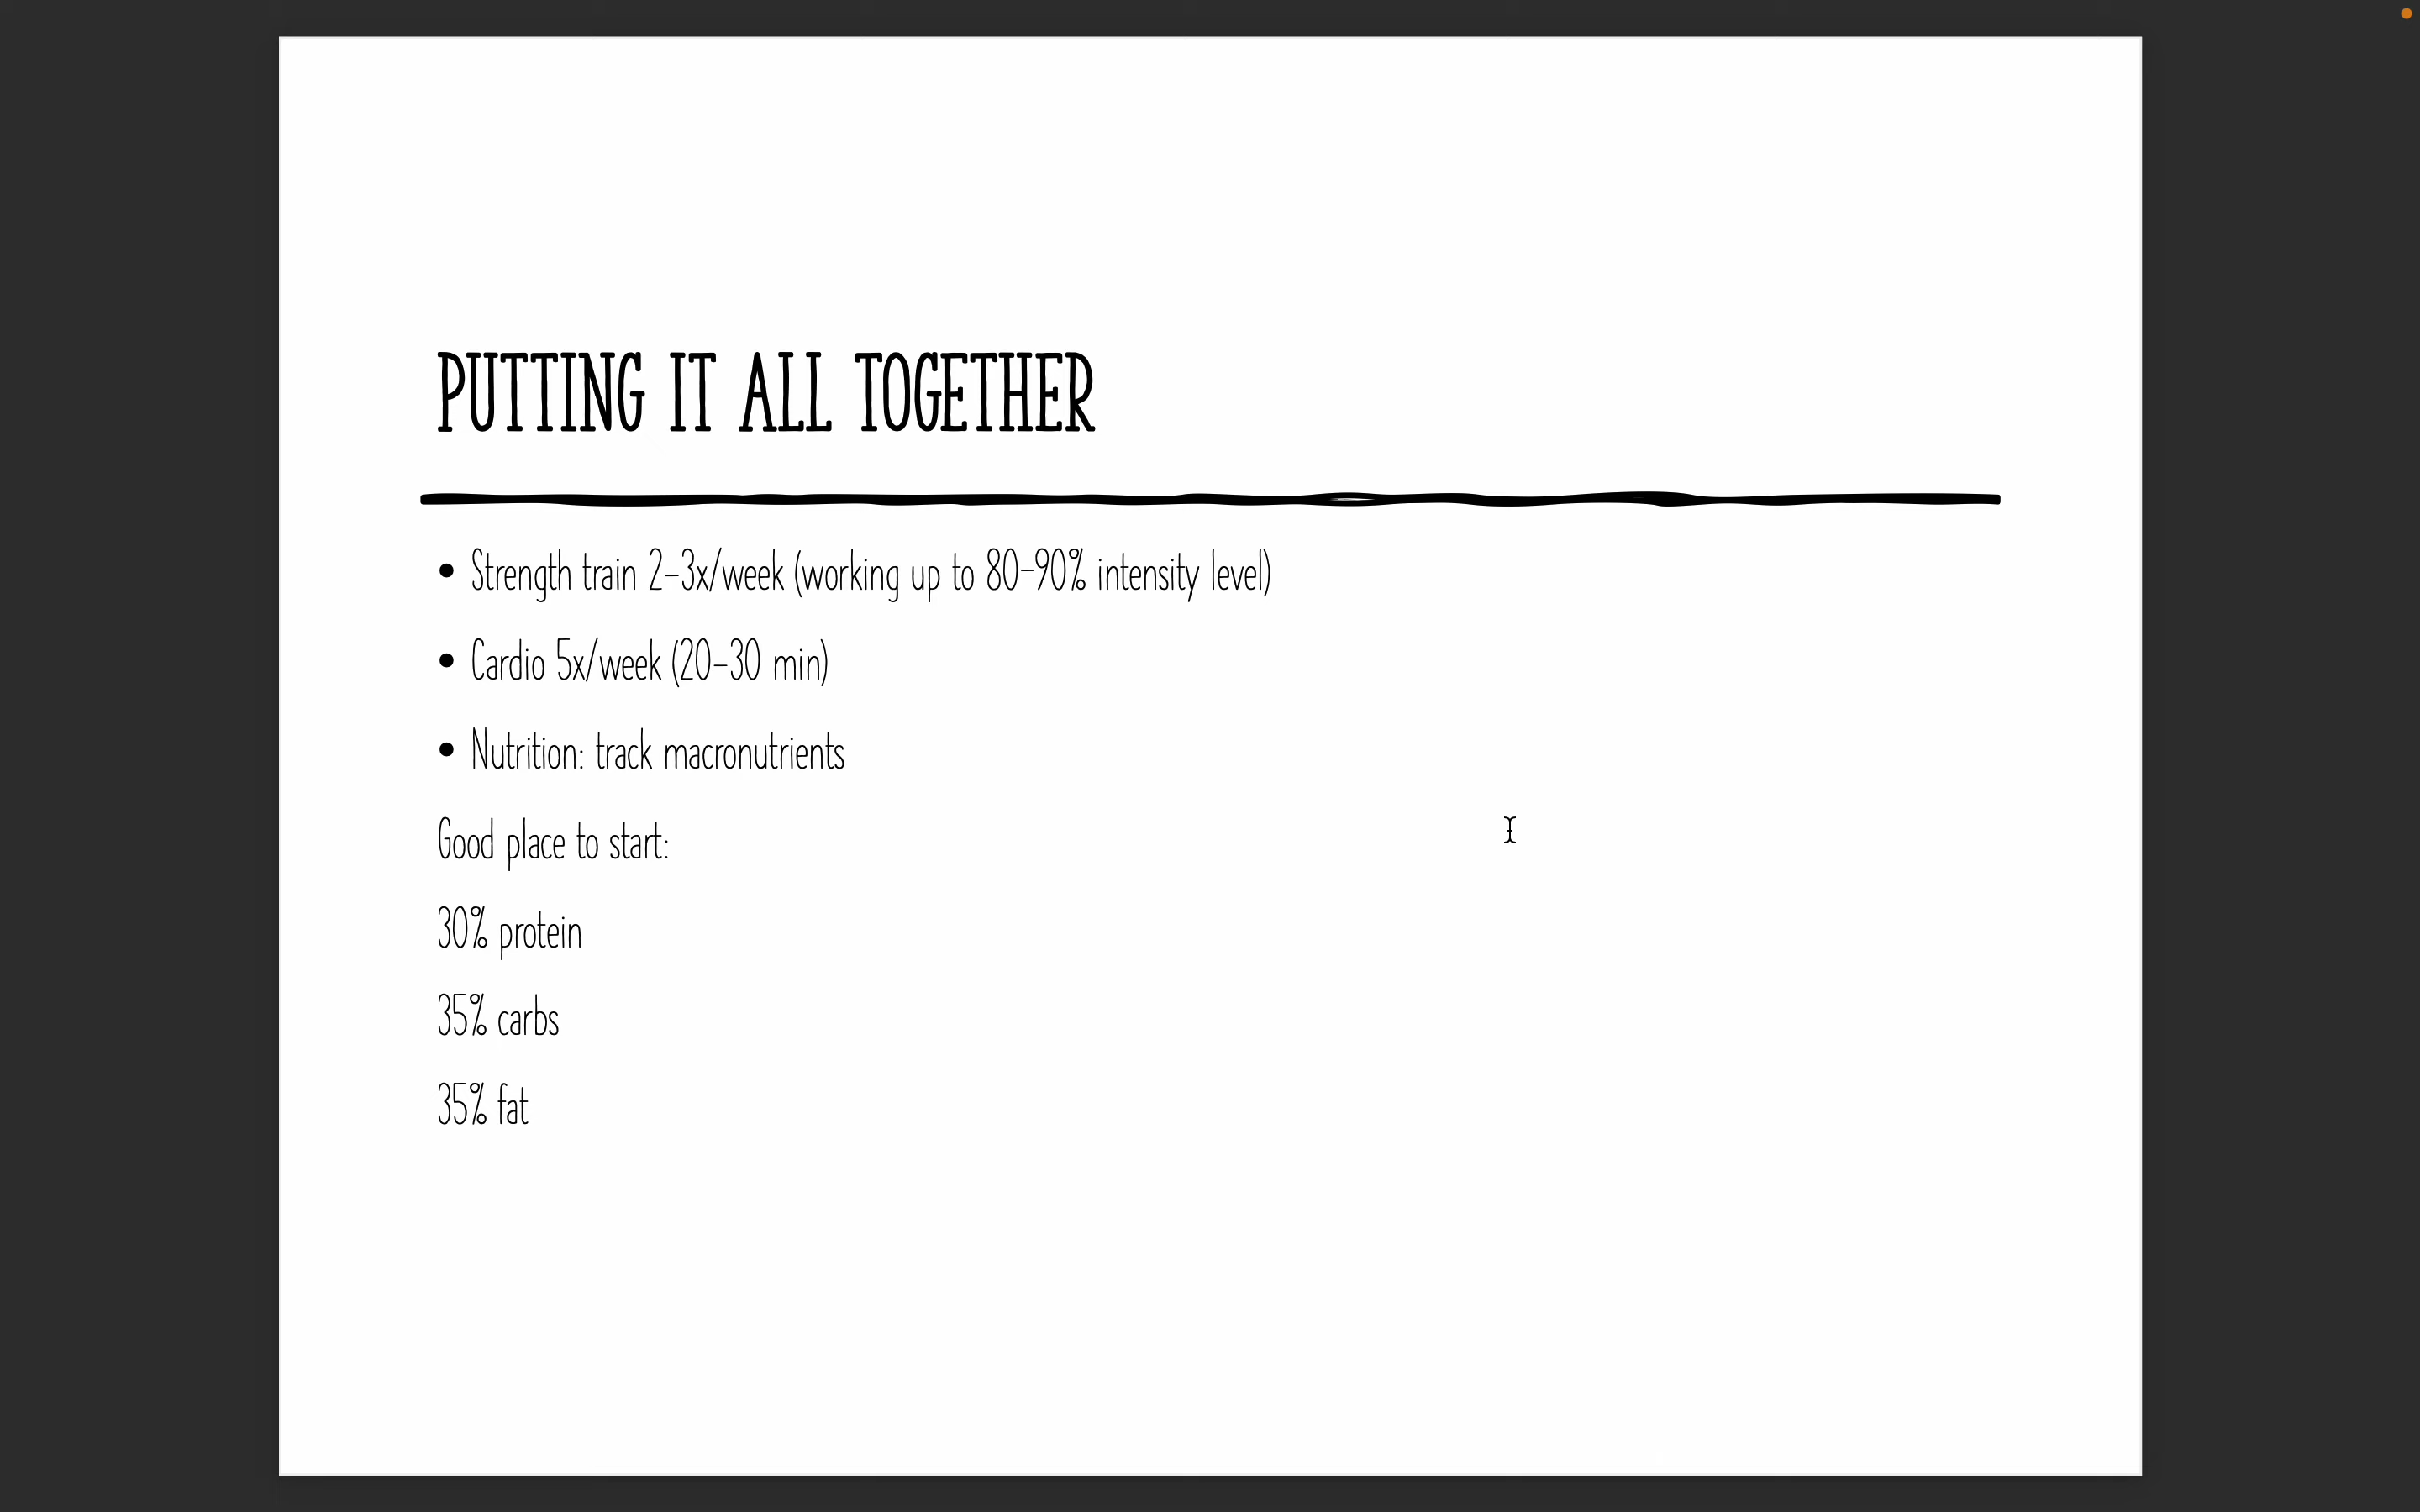 PUTTING IT ALL TOGETHER
• Strength train 2-3x/week (working up to 80-90% intensity level)
• Cardio 5x/week (20-30 min)
• Nutrition: track macronutrients
Good place to start:
30% protein
35% carbs
35% fat